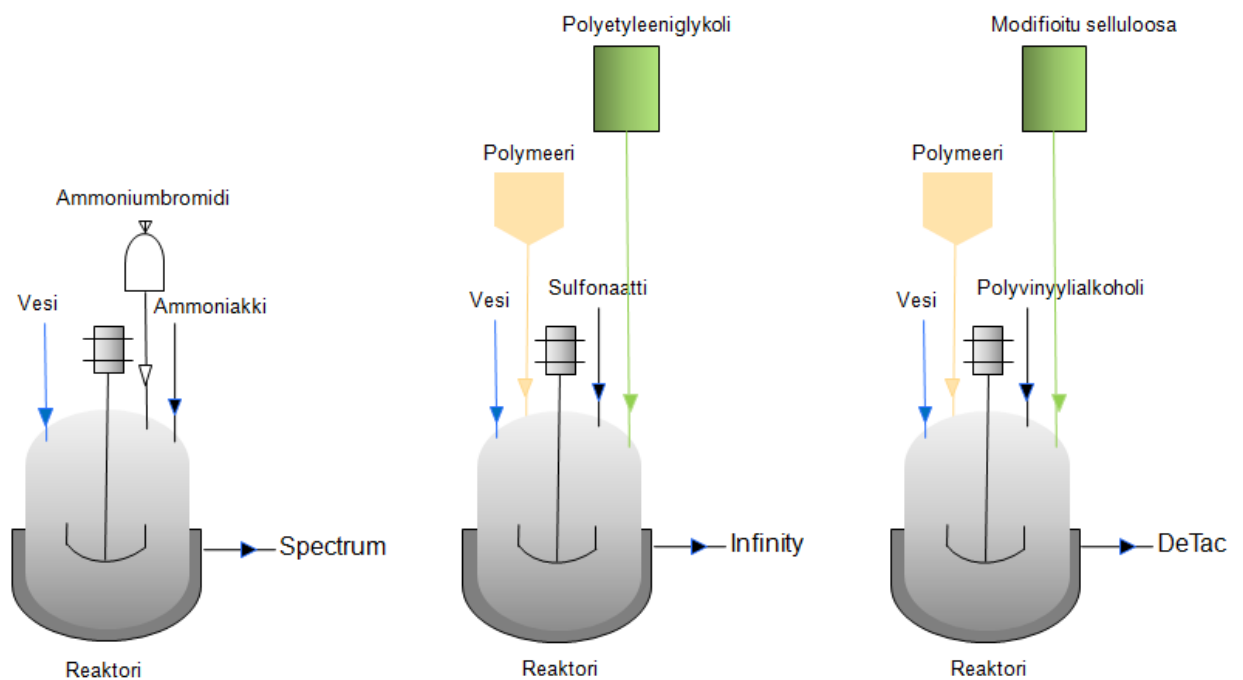 Polyetyleeniglykoli
Modifioitu selluloosa
Polymeeri
Polymeeri
Ammoniumbromidi
Vesi
Ammoniakki
Vesi
Sulfonaatti
Vesi
Polyvinyylialkoholi
Spectrum
Infinity
DeTac
Reaktori
Reaktori
Reaktori